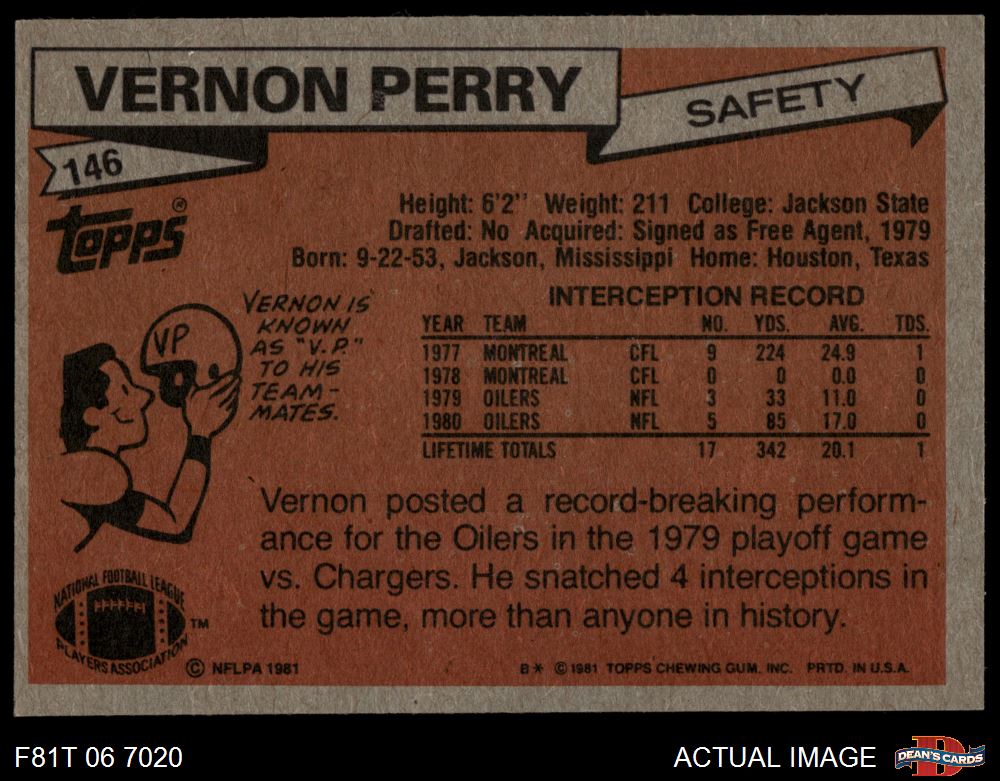 VERNON PERRY
SAFETY
146
topps®
Height: 6'2" Weight: 211 College: Jackson State
Drafted: No Acquired: Signed as Free Agent, 1979
Born: 9-22-53, Jackson, Mississippi Home: Houston, Texas
VERNON IS
KNOWN
AS "V.P."
TO HIS
TEAM-
MATES.
VP
INTERCEPTION RECORD
YEAR TEAM NO. YDS. AVG. TDS.
1977 MONTREAL CFL 9 224 24.9 1
1978 MONTREAL CFL 0 0 0.0 0
1979 OILERS NFL 3 33 11.0 0
1980 OILERS NFL 5 85 17.0 0
LIFETIME TOTALS 17 342 20.1 1
Vernon posted a record-breaking perform-
ance for the Oilers in the 1979 playoff game
vs. Chargers. He snatched 4 interceptions in
the game, more than anyone in history.
NATIONAL FOOTBALL LEAGUE
PLAYERS ASSOCIATION
TM
© NFLPA 1981
B* © 1981 TOPPS CHEWING GUM, INC. PRTD. IN U.S.A.
F81T 06 7020
ACTUAL IMAGE
D
DEAN'S CARDS